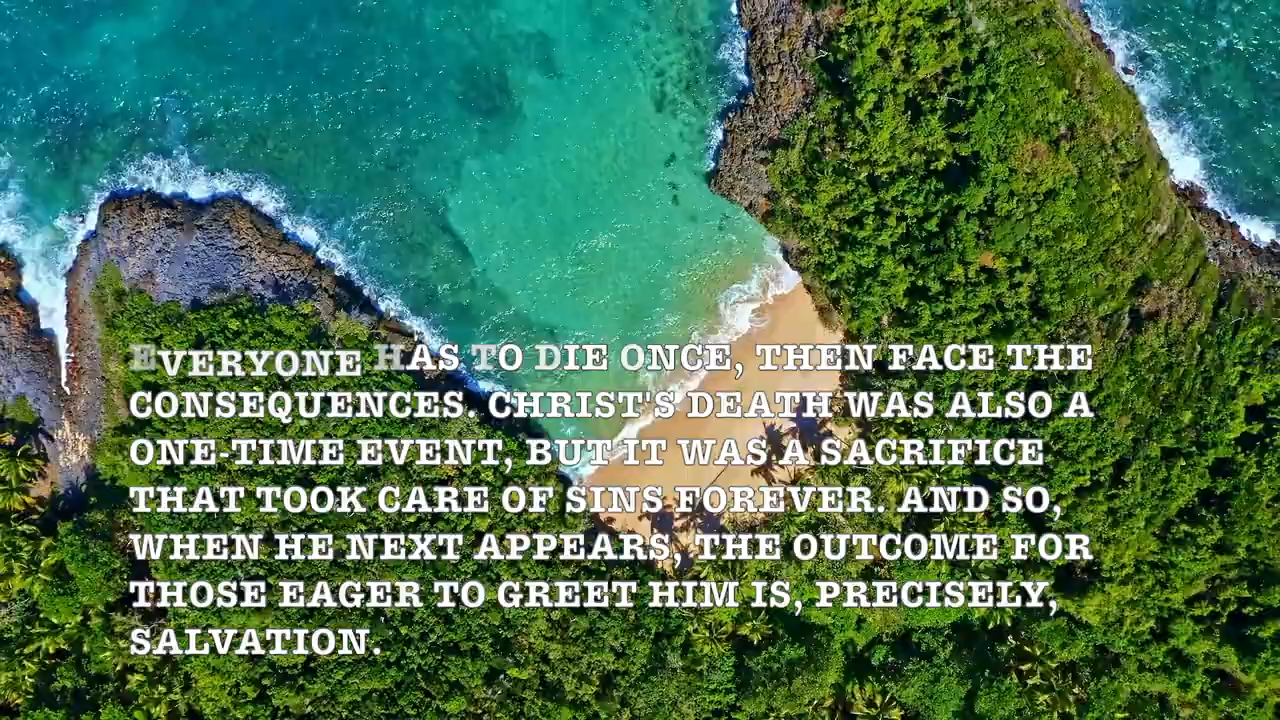 EVERYONE HAS TO DIE ONCE, THEN FACE THE
CONSEQUENCES. CHRIST'S DEATH WAS ALSO A
ONE-TIME EVENT, BUT IT WAS A SACRIFICE
THAT TOOK CARE OF SINS FOREVER. AND SO,
WHEN HE NEXT APPEARS, THE OUTCOME FOR
THOSE EAGER TO GREET HIM IS, PRECISELY,
SALVATION.